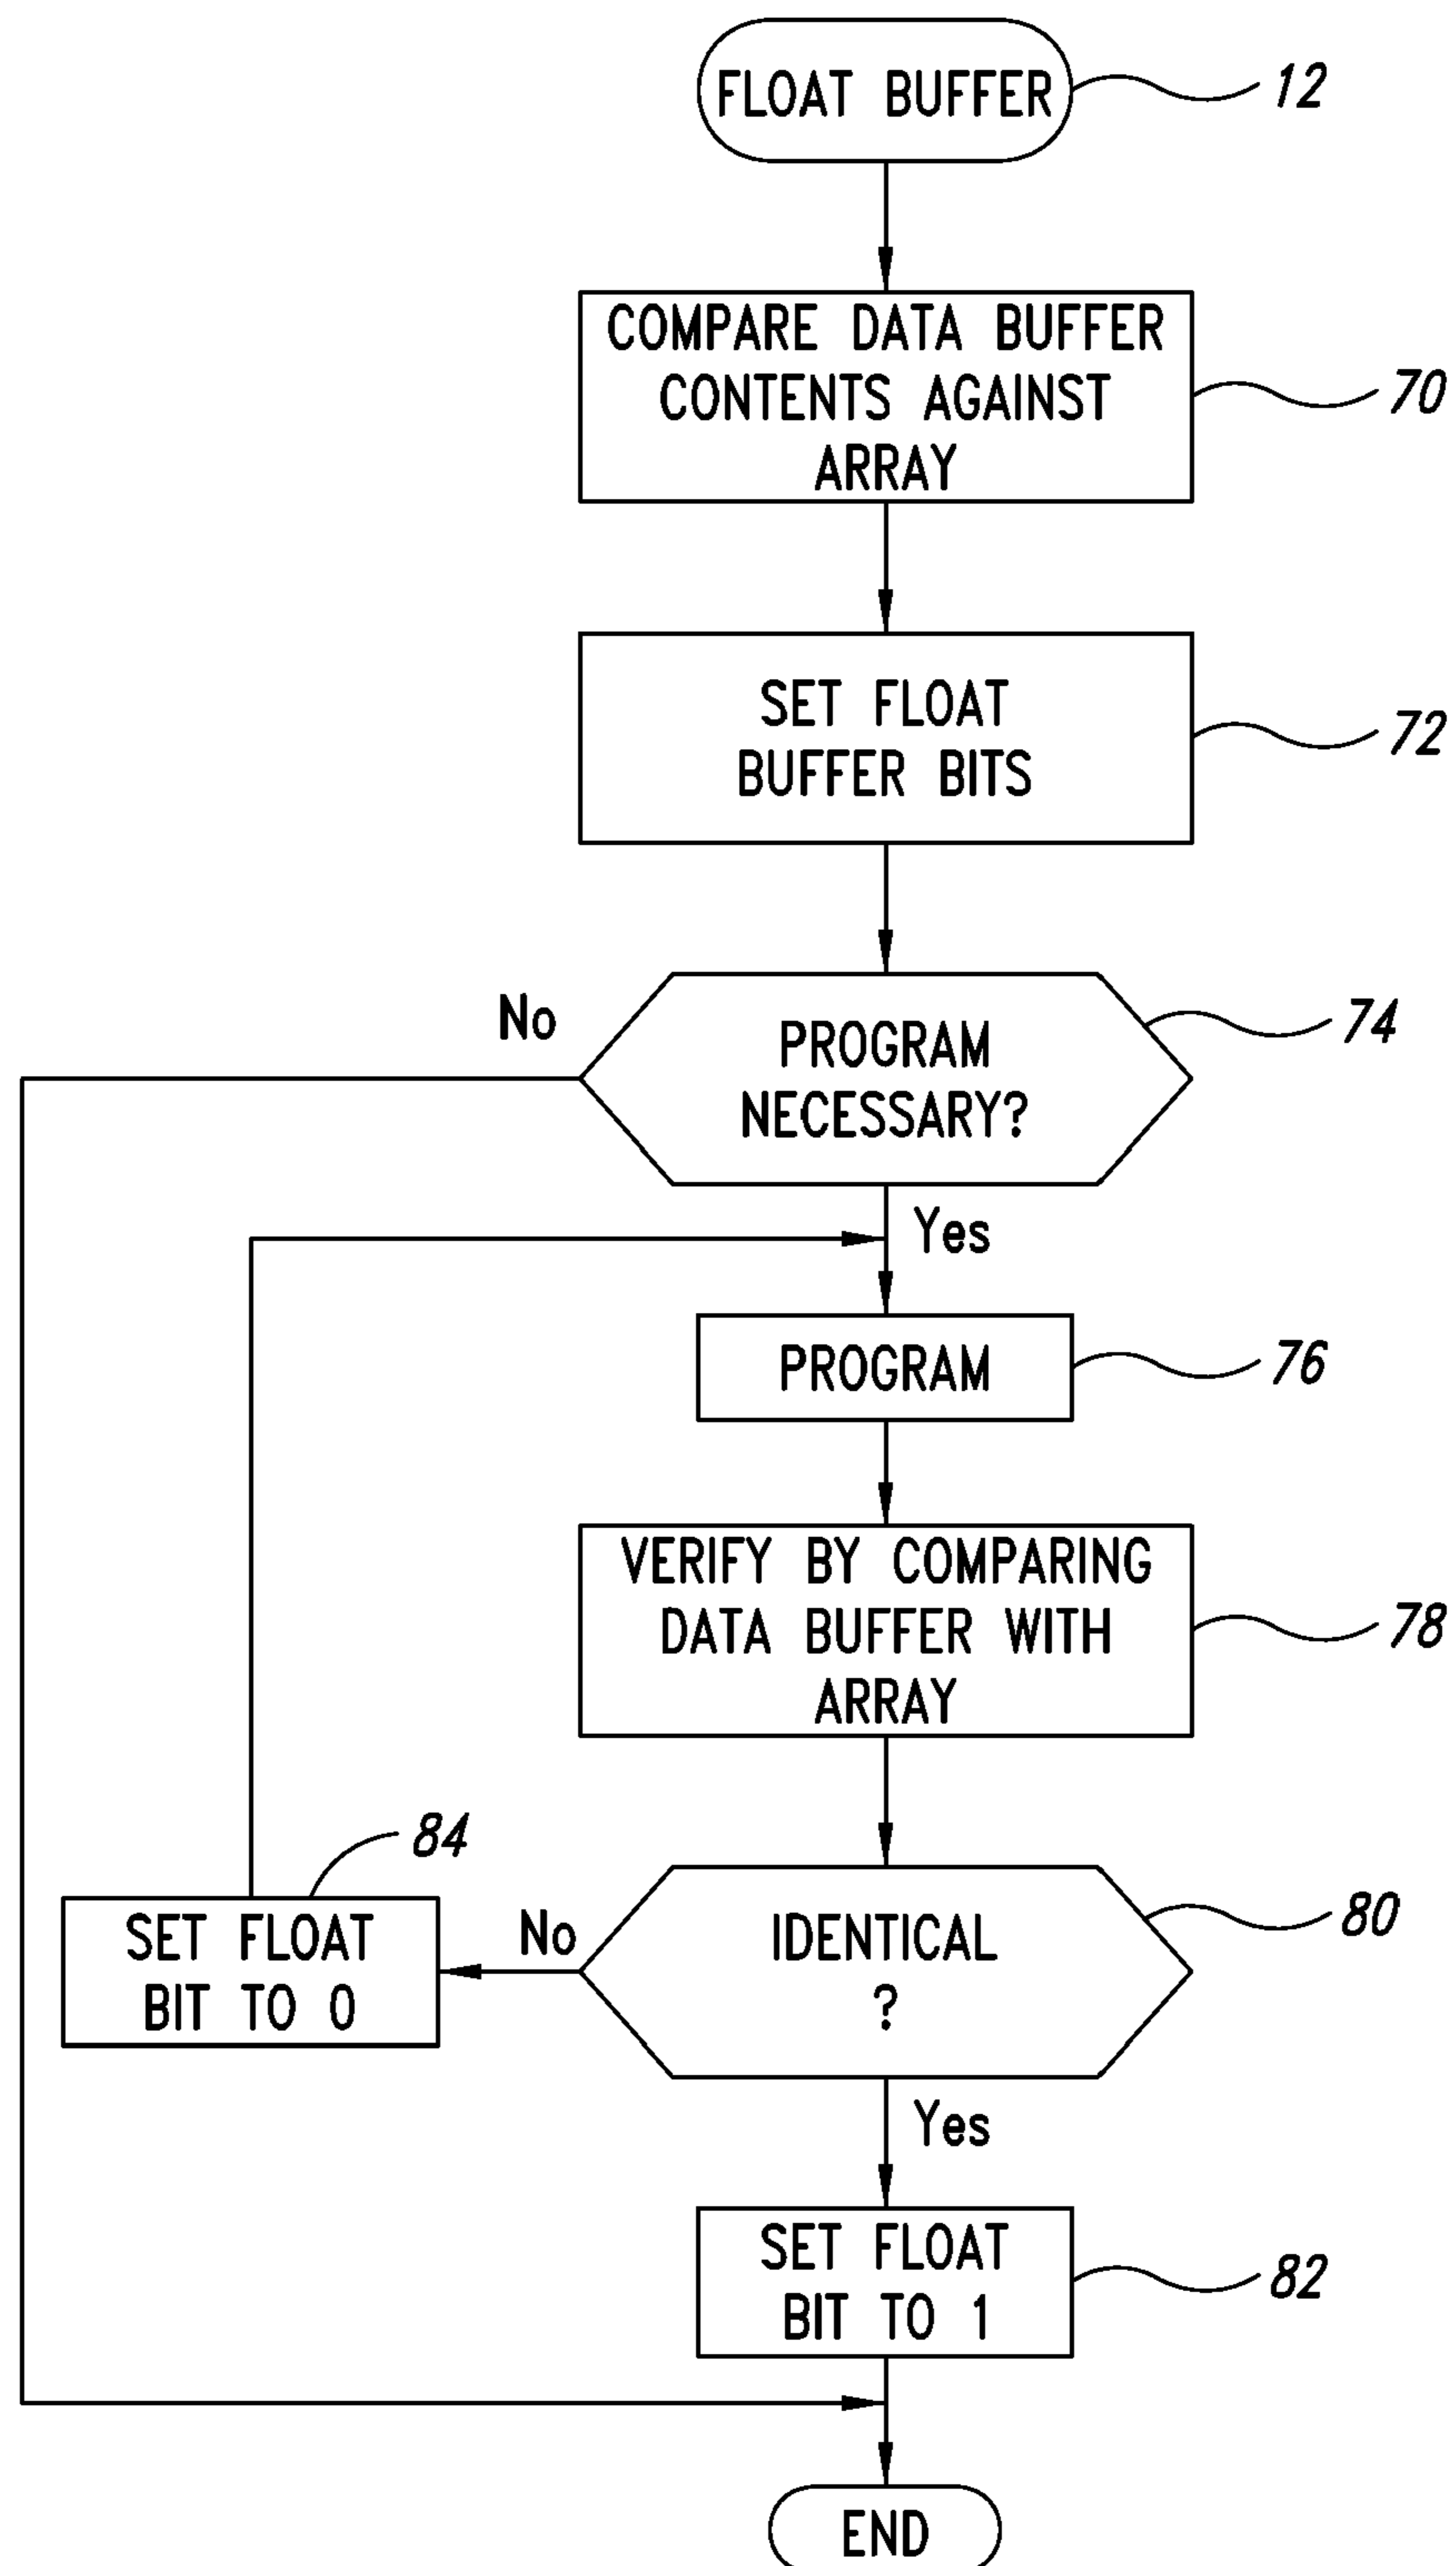 FLOAT BUFFER
12
COMPARE DATA BUFFER
CONTENTS AGAINST
ARRAY
70
SET FLOAT
BUFFER BITS
72
No
PROGRAM
NECESSARY?
74
Yes
PROGRAM
76
VERIFY BY COMPARING
DATA BUFFER WITH
ARRAY
78
84
SET FLOAT
BIT TO 0
No
IDENTICAL
?
80
Yes
SET FLOAT
BIT TO 1
82
END